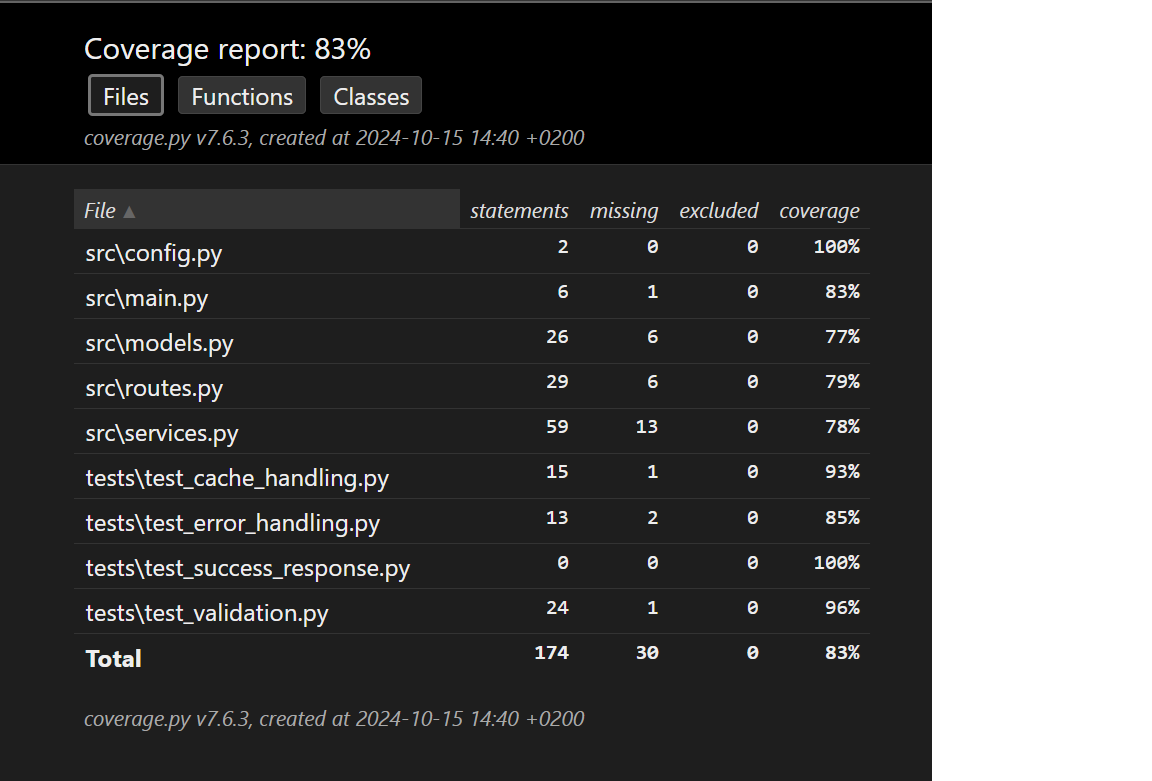 Coverage report: 83%
Files Functions Classes
coverage.py v7.6.3, created at 2024-10-15 14:40 +0200
File ▲ statements missing excluded coverage
src\config.py 2 0 0 100%
src\main.py 6 1 0 83%
src\models.py 26 6 0 77%
src\routes.py 29 6 0 79%
src\services.py 59 13 0 78%
tests\test_cache_handling.py 15 1 0 93%
tests\test_error_handling.py 13 2 0 85%
tests\test_success_response.py 0 0 0 100%
tests\test_validation.py 24 1 0 96%
Total 174 30 0 83%
coverage.py v7.6.3, created at 2024-10-15 14:40 +0200